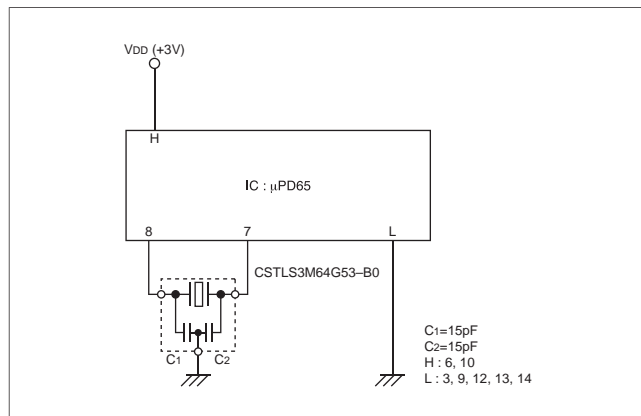 VDD (+3V)
H
IC : μPD65
8 7 L
CSTLS3M64G53–B0
C1 C2
C1=15pF
C2=15pF
H : 6, 10
L : 3, 9, 12, 13, 14